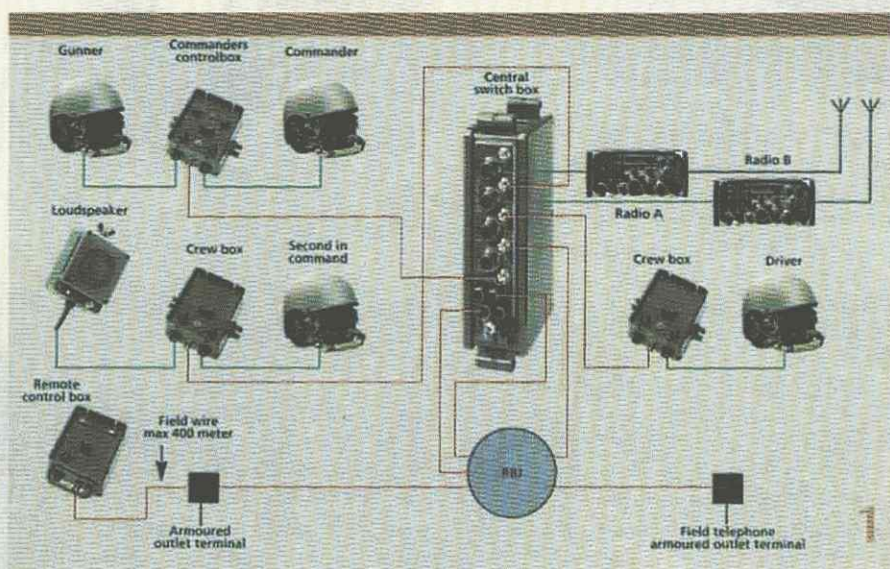 Gunner
Commanders
controlbox
Commander
Central
switch box
Radio B
Radio A
Loudspeaker
Crew box
Second in
command
Crew box
Driver
Remote
control box
Field wire
max 400 meter
Armoured
outlet terminal
Field telephone
armoured outlet terminal